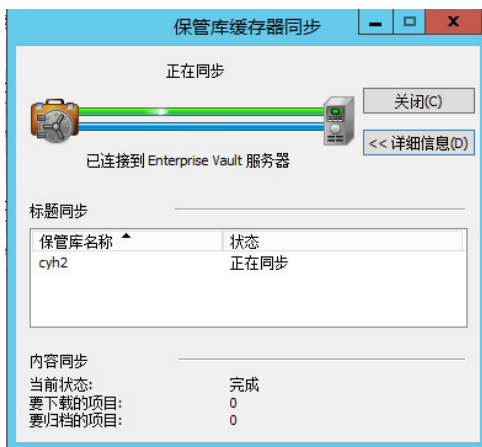 保管库缓存器同步
正在同步
关闭(C)
<< 详细信息(D)
已连接到 Enterprise Vault 服务器
标题同步
保管库名称 状态
cyh2 正在同步
内容同步
当前状态: 完成
要下载的项目: 0
要归档的项目: 0